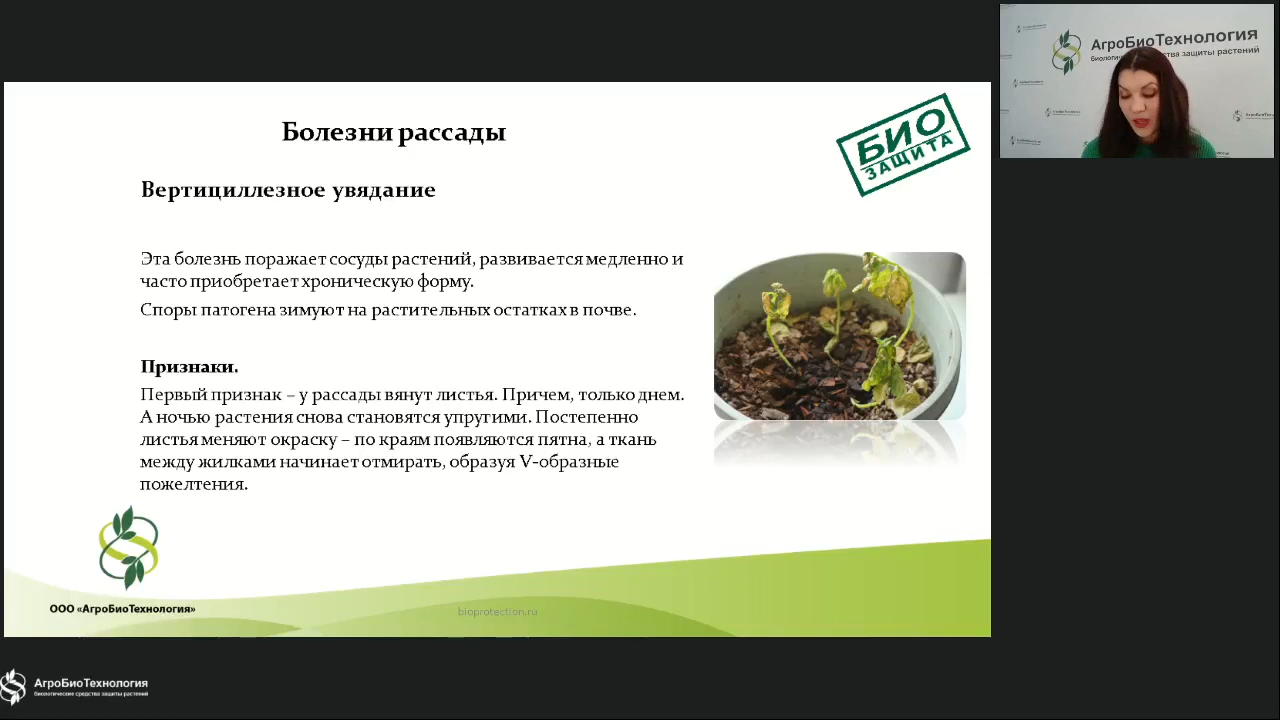 Болезни рассады
БИО
ЗАЩИТА
Вертициллезное увядание
Эта болезнь поражает сосуды растений, развивается медленно и
часто приобретает хроническую форму.
Споры патогена зимуют на растительных остатках в почве.
Признаки.
Первый признак – у рассады вянут листья. Причем, только днем.
А ночью растения снова становятся упругими. Постепенно
листья меняют окраску – по краям появляются пятна, а ткань
между жилками начинает отмирать, образуя V-образные
пожелтения.
ООО «АгроБиоТехнология»
bioprotection.ru
АгроБиоТехнология
биологические средства защиты растений
АгроБиоТехнология
защиты растений